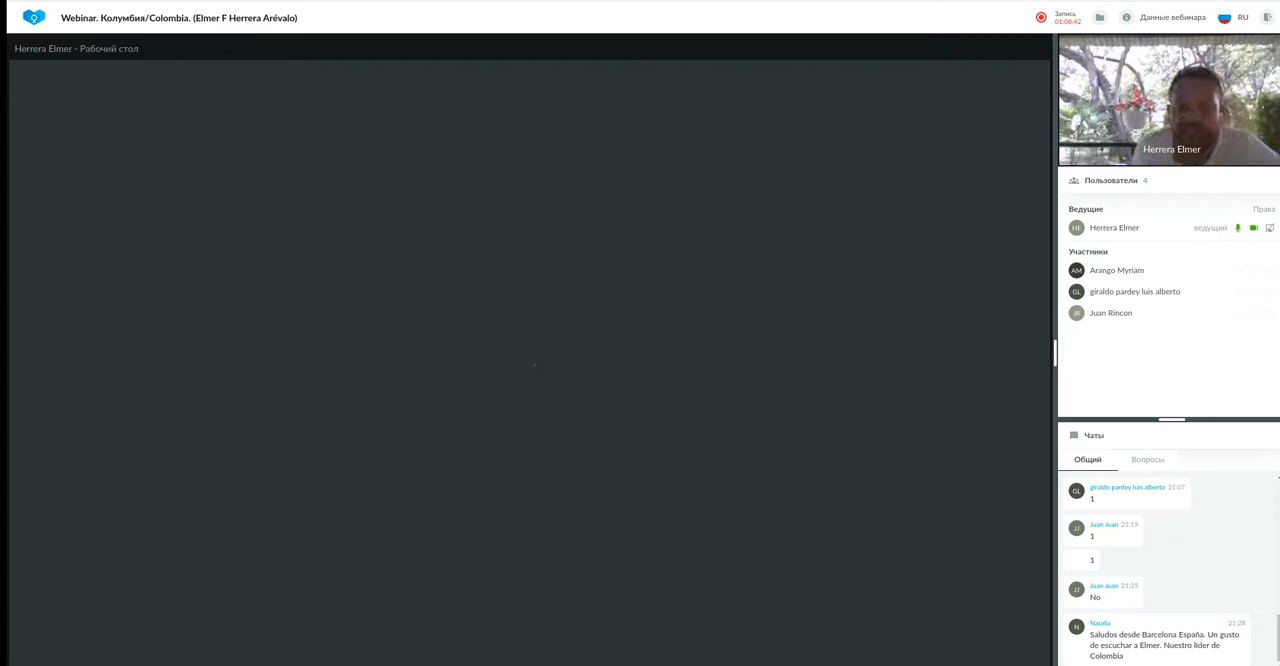 Webinar. Колумбия/Colombia. (Elmer F Herrera Arévalo)
Запись
01:08:42
Данные вебинара
RU
Herrera Elmer - Рабочий стол
Herrera Elmer
Пользователи 4
Ведущие Права
HE Herrera Elmer ведущий
Участники
AM Arango Myriam
GL giraldo pardey luis alberto
JR Juan Rincon
Чаты
Общий Вопросы
GL giraldo pardey luis alberto 21:07
1
JJ Juan Juan 21:19
1
1
JJ Juan Juan 21:25
No
N Natalia 21:28
Saludos desde Barcelona España. Un gusto
de escuchar a Elmer. Nuestro líder de
Colombia